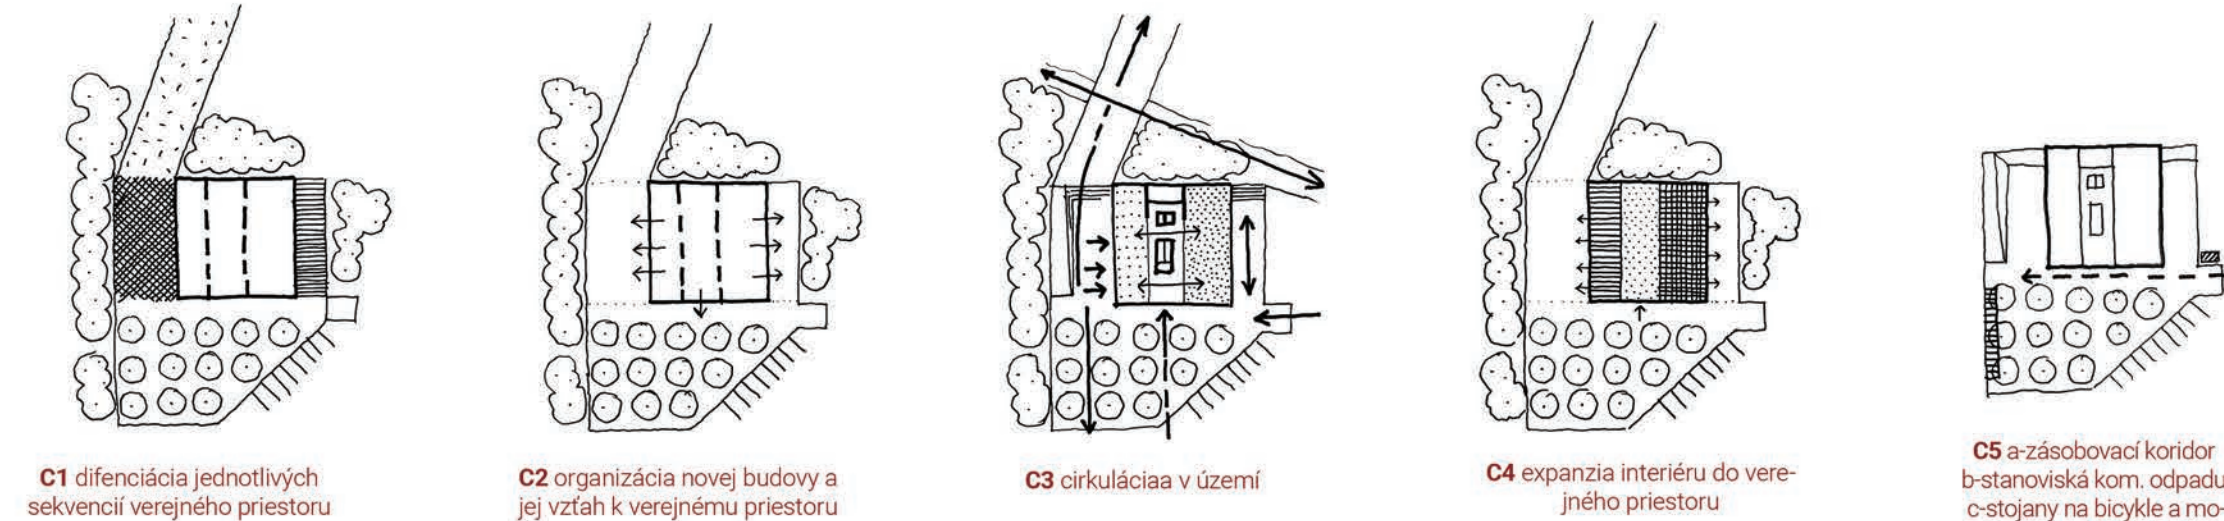 C1 difenciácia jednotlivých
sekvencií verejného priestoru
C2 organizácia novej budovy a
jej vzťah k verejnému priestoru
C3 cirkuláciaa v území
C4 expanzia interiéru do vere-
jného priestoru
C5 a-zásobovací koridor
b-stanoviská kom. odpadu
c-stojany na bicykle a mo-